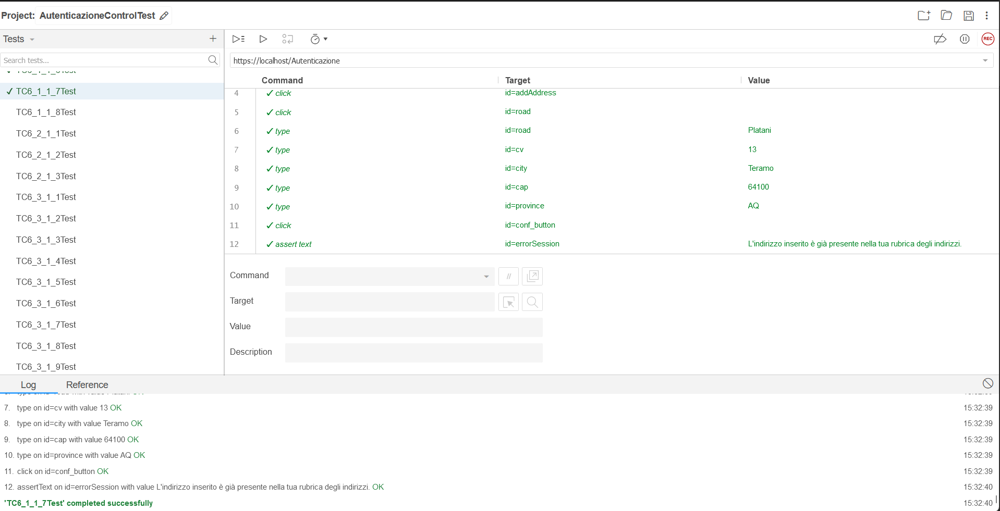 Project: AutenticazioneControlTest
Tests
Search tests...
TC6_1_1_7Test
TC6_1_1_8Test
TC6_2_1_1Test
TC6_2_1_2Test
TC6_2_1_3Test
TC6_3_1_1Test
TC6_3_1_2Test
TC6_3_1_3Test
TC6_3_1_4Test
TC6_3_1_5Test
TC6_3_1_6Test
TC6_3_1_7Test
TC6_3_1_8Test
TC6_3_1_9Test
REC
https://localhost/Autenticazione
Command Target Value
4 ✓ click id=addAddress
5 ✓ click id=road
6 ✓ type id=road Platani
7 ✓ type id=cv 13
8 ✓ type id=city Teramo
9 ✓ type id=cap 64100
10 ✓ type id=province AQ
11 ✓ click id=conf_button
12 ✓ assert text id=errorSession L'indirizzo inserito è già presente nella tua rubrica degli indirizzi.
Command //
Target
Value
Description
Log Reference
7. type on id=cv with value 13 OK 15:32:39
8. type on id=city with value Teramo OK 15:32:39
9. type on id=cap with value 64100 OK 15:32:39
10. type on id=province with value AQ OK 15:32:39
11. click on id=conf_button OK 15:32:39
12. assertText on id=errorSession with value L'indirizzo inserito è già presente nella tua rubrica degli indirizzi. OK 15:32:40
'TC6_1_1_7Test' completed successfully 15:32:40